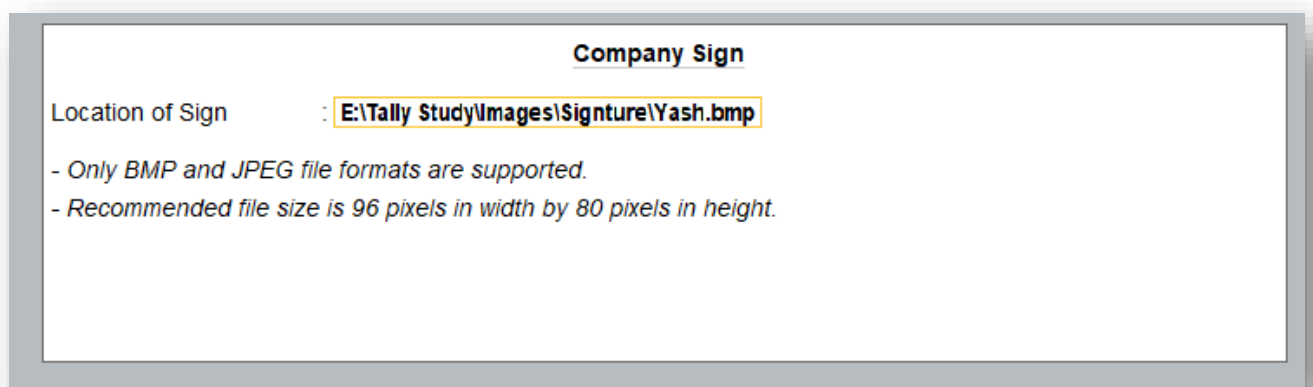 Company Sign
Location of Sign : E:\Tally Study\Images\Signture\Yash.bmp
- Only BMP and JPEG file formats are supported.
- Recommended file size is 96 pixels in width by 80 pixels in height.